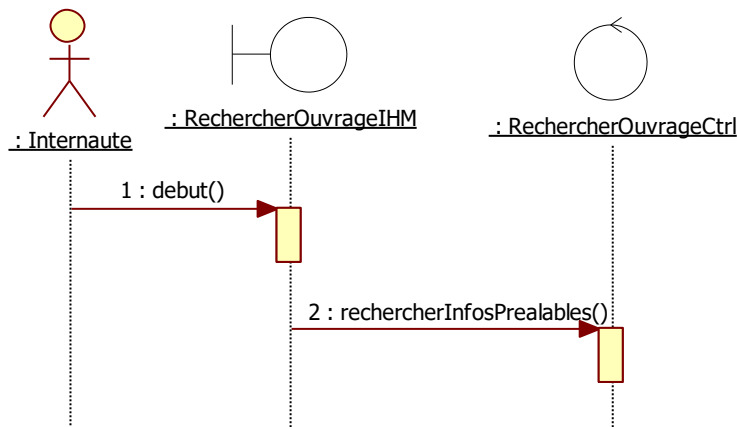 : Internaute
: RechercherOuvrageIHM
: RechercherOuvrageCtrl
1 : debut()
2 : rechercherInfosPrealables()